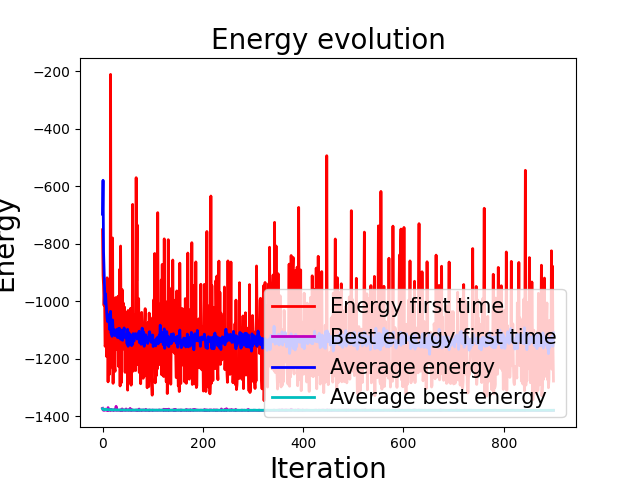 Energy evolution
Energy
−200
−400
−600
−800
−1000
−1200
−1400
0
200
400
600
800
Iteration
Energy first time
Best energy first time
Average energy
Average best energy